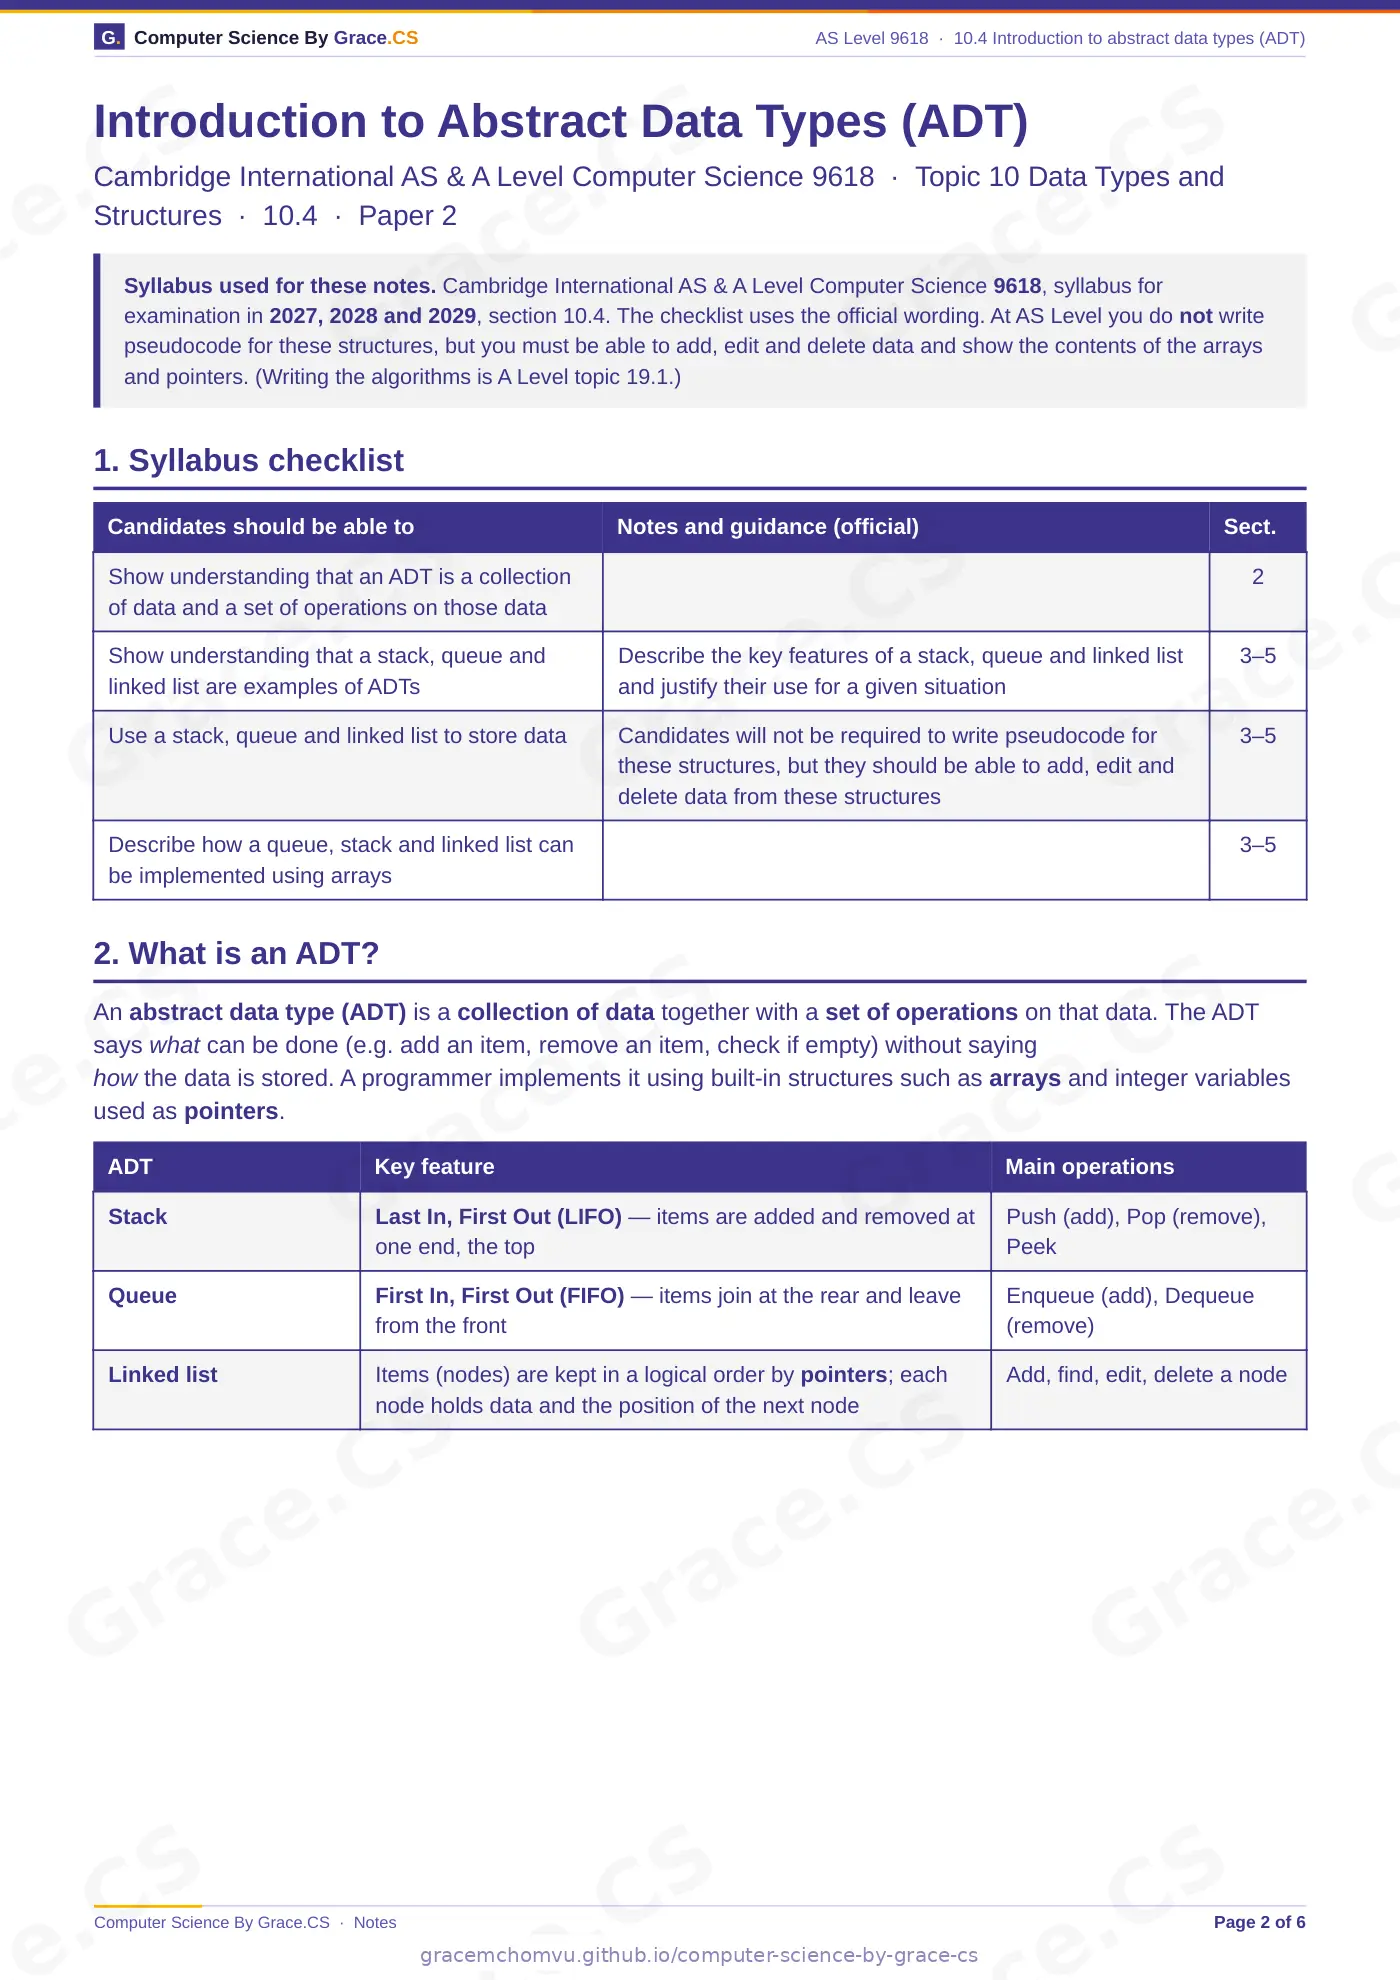 G. Computer Science By Grace.CS
AS Level 9618 · 10.4 Introduction to abstract data types (ADT)
Introduction to Abstract Data Types (ADT)
Cambridge International AS & A Level Computer Science 9618 · Topic 10 Data Types and
Structures · 10.4 · Paper 2
Syllabus used for these notes. Cambridge International AS & A Level Computer Science 9618, syllabus for
examination in 2027, 2028 and 2029, section 10.4. The checklist uses the official wording. At AS Level you do not write
pseudocode for these structures, but you must be able to add, edit and delete data and show the contents of the arrays
and pointers. (Writing the algorithms is A Level topic 19.1.)
1. Syllabus checklist
Candidates should be able to
Notes and guidance (official)
Sect.
Show understanding that an ADT is a collection
of data and a set of operations on those data
2
Show understanding that a stack, queue and
linked list are examples of ADTs
Describe the key features of a stack, queue and linked list
and justify their use for a given situation
3–5
Use a stack, queue and linked list to store data
Candidates will not be required to write pseudocode for
these structures, but they should be able to add, edit and
delete data from these structures
3–5
Describe how a queue, stack and linked list can
be implemented using arrays
3–5
2. What is an ADT?
An abstract data type (ADT) is a collection of data together with a set of operations on that data. The ADT
says what can be done (e.g. add an item, remove an item, check if empty) without saying
how the data is stored. A programmer implements it using built-in structures such as arrays and integer variables
used as pointers.
ADT
Key feature
Main operations
Stack
Last In, First Out (LIFO) — items are added and removed at
one end, the top
Push (add), Pop (remove),
Peek
Queue
First In, First Out (FIFO) — items join at the rear and leave
from the front
Enqueue (add), Dequeue
(remove)
Linked list
Items (nodes) are kept in a logical order by pointers; each
node holds data and the position of the next node
Add, find, edit, delete a node
Computer Science By Grace.CS · Notes
Page 2 of 6
gracemchomvu.github.io/computer-science-by-grace-cs